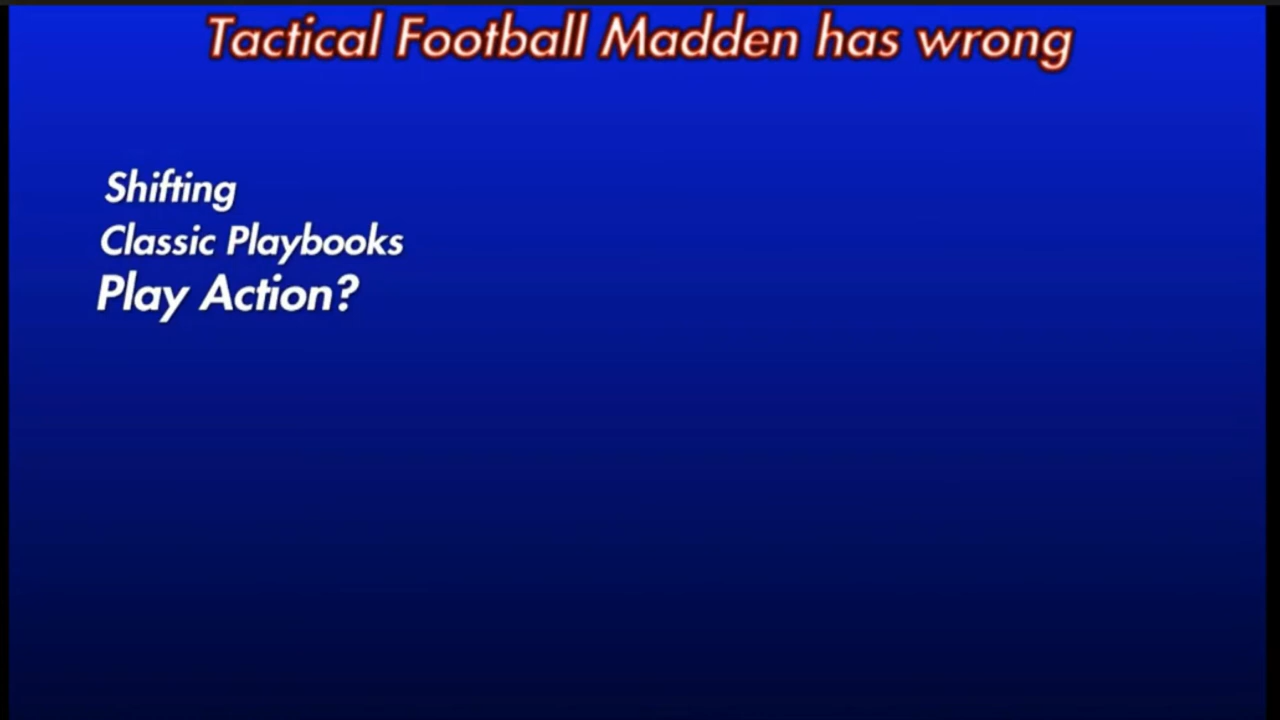 Tactical Football Madden has wrong
Shifting
Classic Playbooks
Play Action?